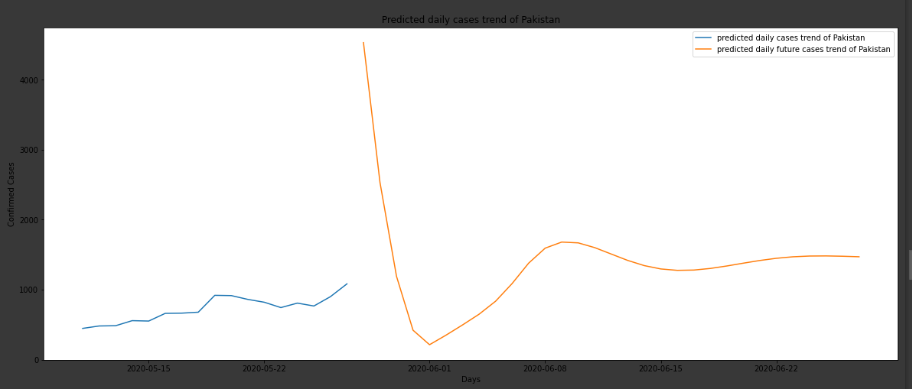 Predicted daily cases trend of Pakistan
predicted daily cases trend of Pakistan
predicted daily future cases trend of Pakistan
4000
3000
2000
1000
0
Confirmed Cases
2020-05-15 2020-05-22 2020-06-01 2020-06-08 2020-06-15 2020-06-22
Days